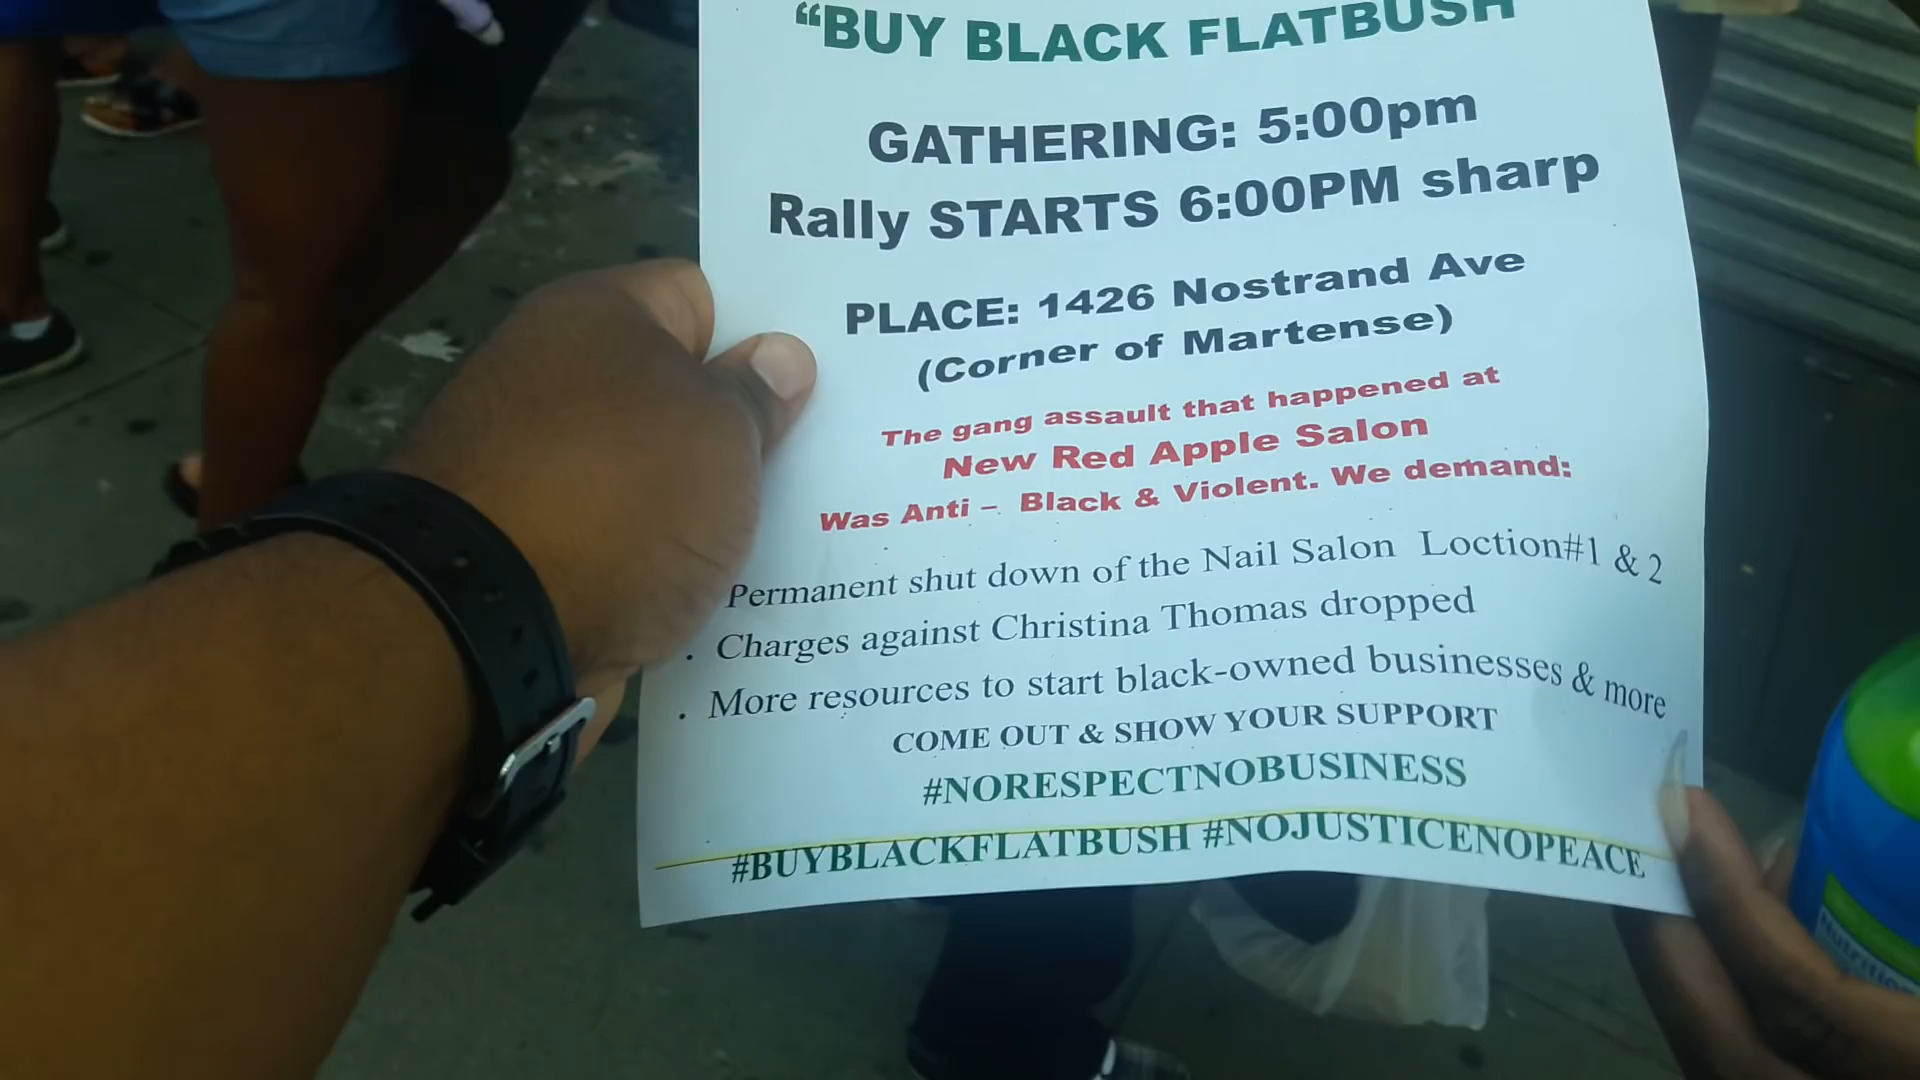 “BUY BLACK FLATBUSH
GATHERING: 5:00pm
Rally STARTS 6:00PM sharp
PLACE: 1426 Nostrand Ave
(Corner of Martense)
The gang assault that happened at
New Red Apple Salon
Was Anti – Black & Violent. We demand:
Permanent shut down of the Nail Salon Loction#1 & 2
. Charges against Christina Thomas dropped
. More resources to start black-owned businesses & more
COME OUT & SHOW YOUR SUPPORT
#NORESPECTNOBUSINESS
#BUYBLACKFLATBUSH #NOJUSTICENOPEACE